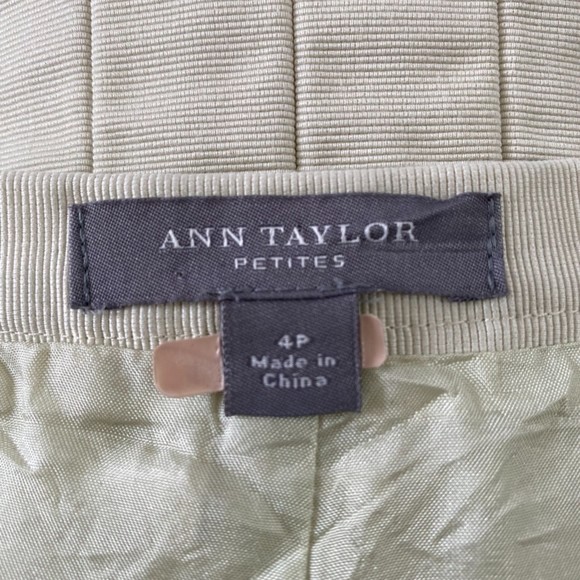 ANN TAYLOR
PETITES
4P
Made in
China